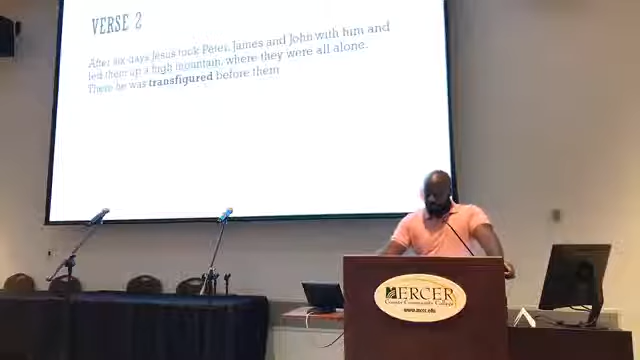 VERSE 2
After six days Jesus took Peter, James and John with him and
led them up a high mountain, where they were all alone.
There he was transfigured before them
MERCER
County Community College
www.mccc.edu